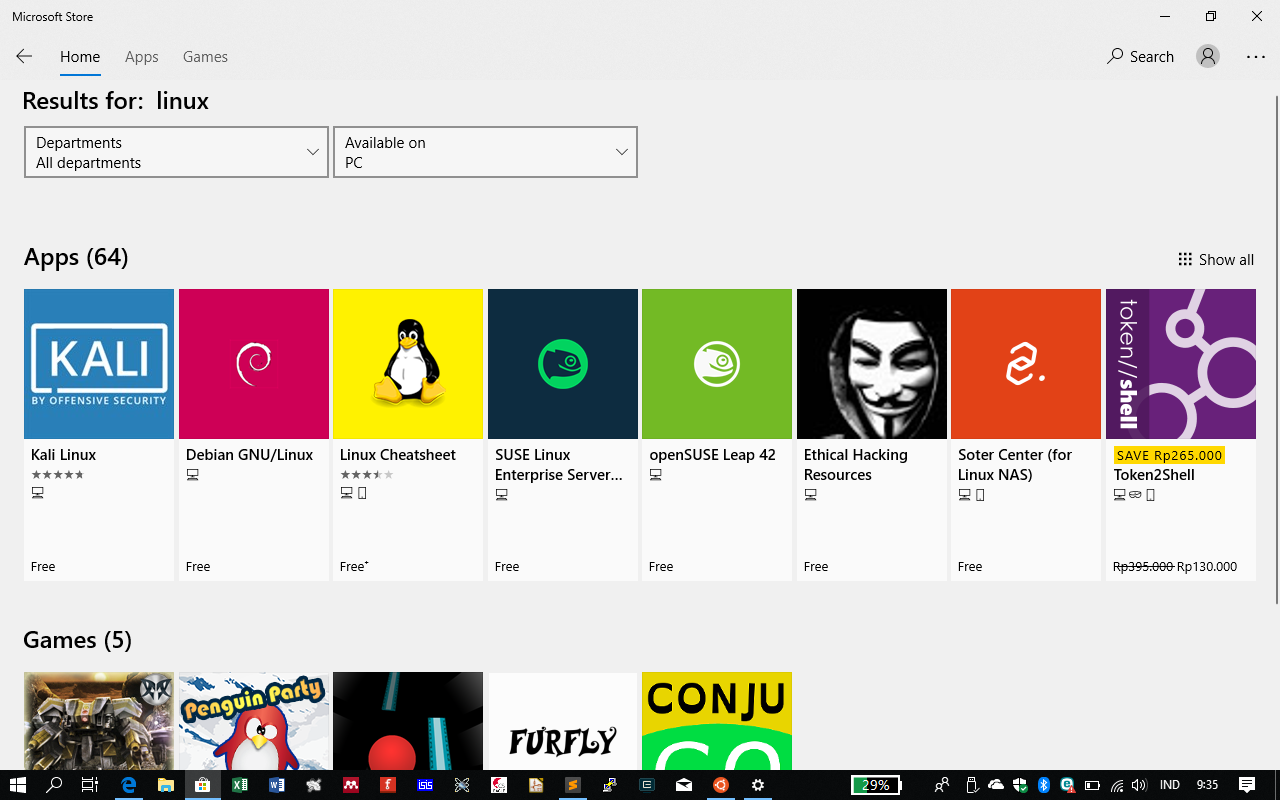 Microsoft Store
Home Apps Games Search
Results for: linux
Departments
All departments
Available on
PC
Apps (64)
Show all
KALI
BY OFFENSIVE SECURITY
token//shell
Kali Linux
Free
Debian GNU/Linux
Free
Linux Cheatsheet
Free+
SUSE Linux
Enterprise Server...
Free
openSUSE Leap 42
Free
Ethical Hacking
Resources
Free
Soter Center (for
Linux NAS)
Free
SAVE Rp265.000
Token2Shell
Rp395.000 Rp130.000
Games (5)
Penguin Party
FURFLY
CONJU
GO
29% IND 9:35